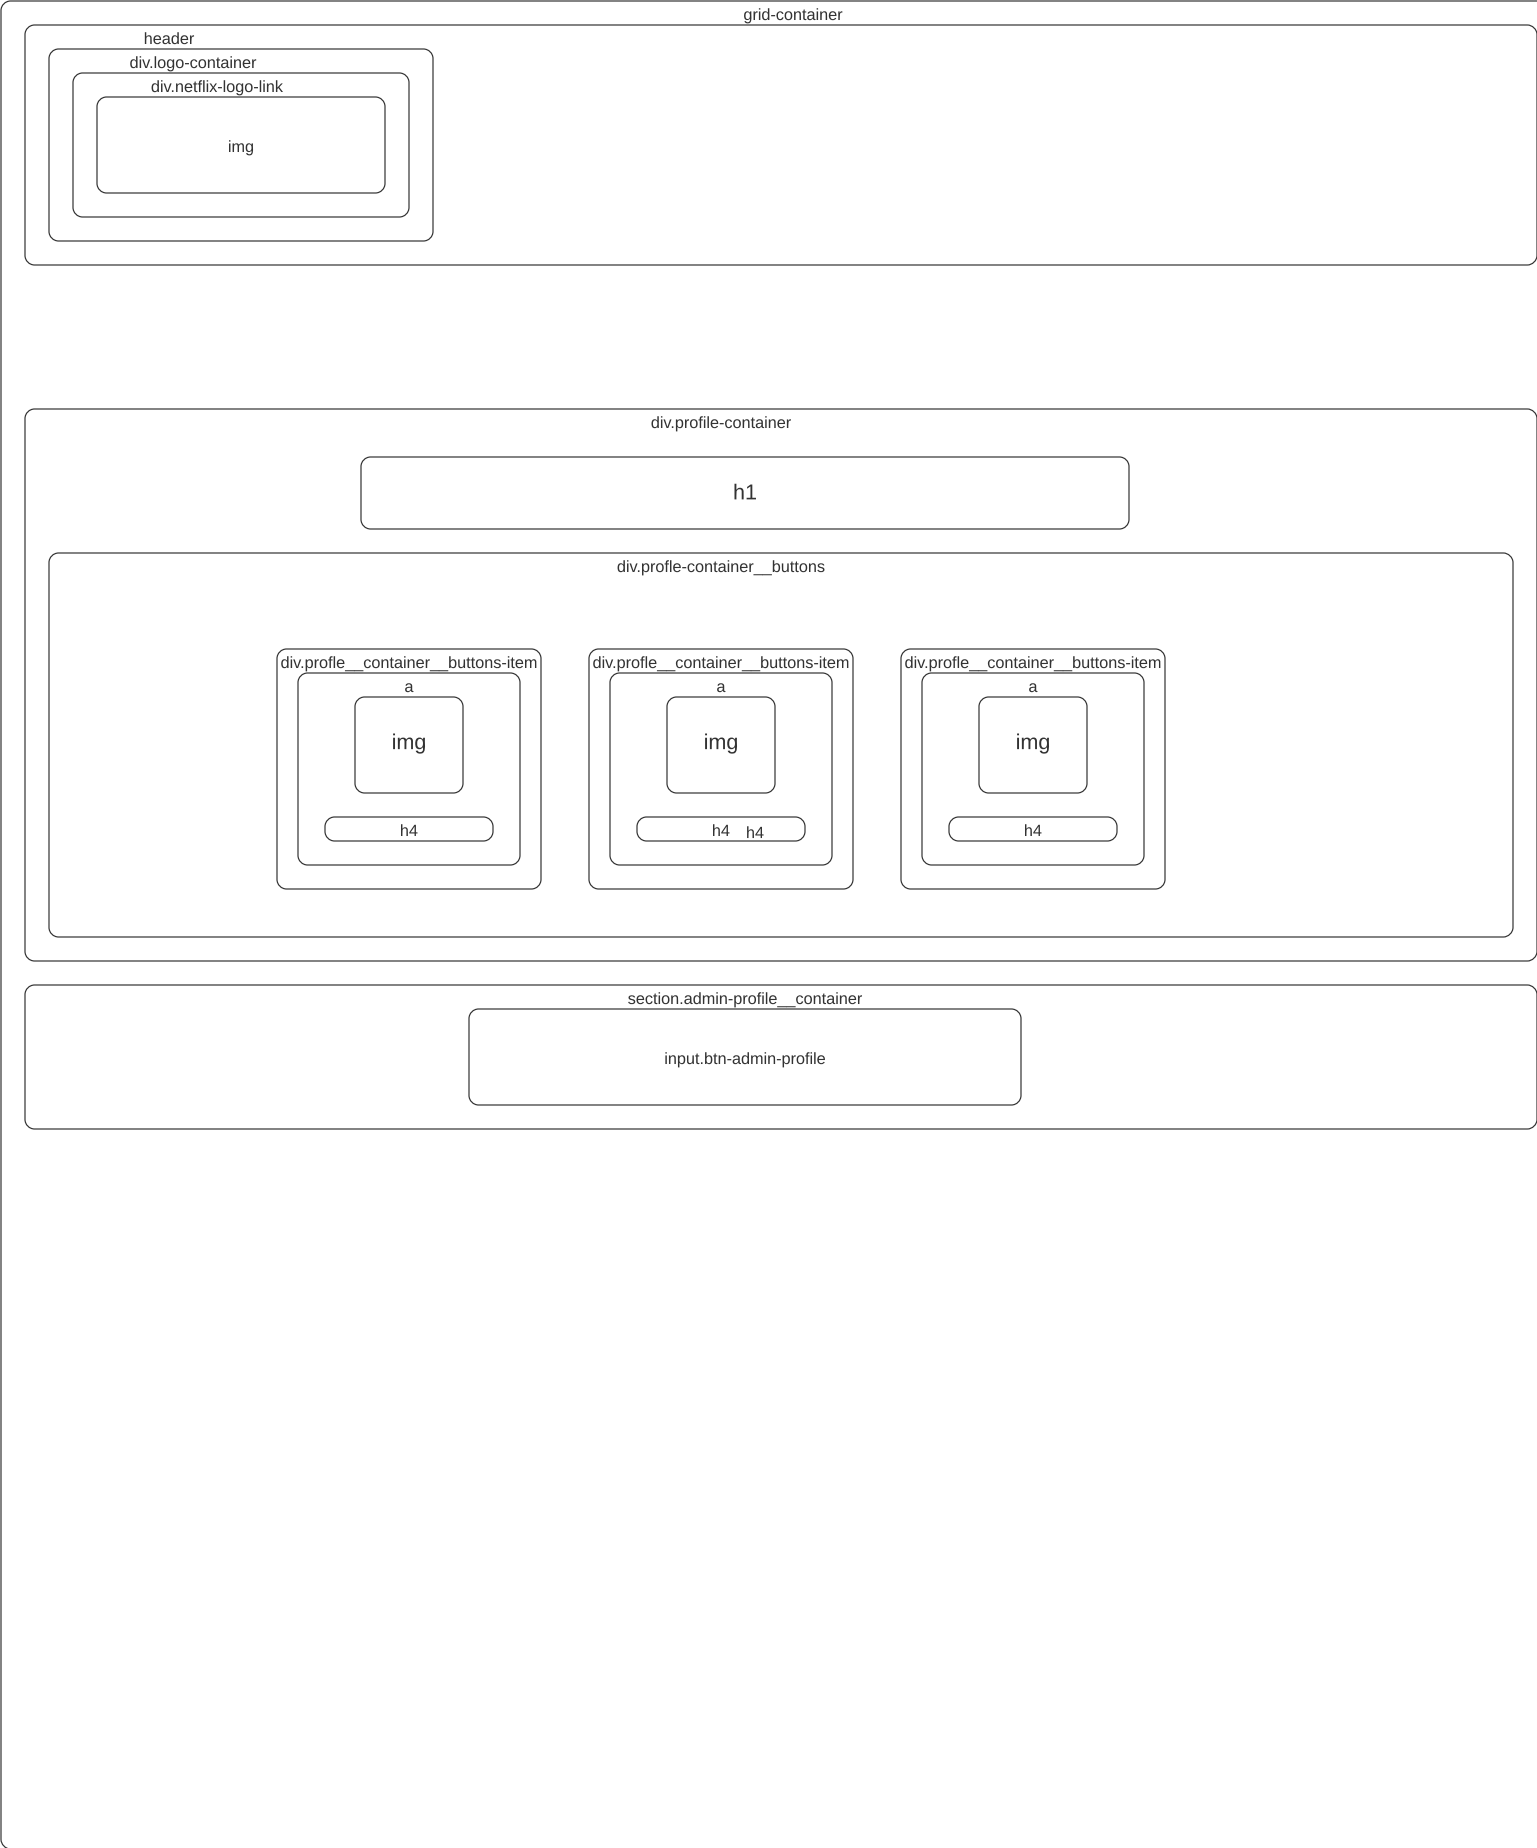 grid-container
header
div.logo-container
div.netflix-logo-link
img
div.profile-container
h1
div.profle-container__buttons
div.profle__container__buttons-item
a
img
h4
div.profle__container__buttons-item
a
img
h4
h4
div.profle__container__buttons-item
a
img
h4
section.admin-profile__container
input.btn-admin-profile